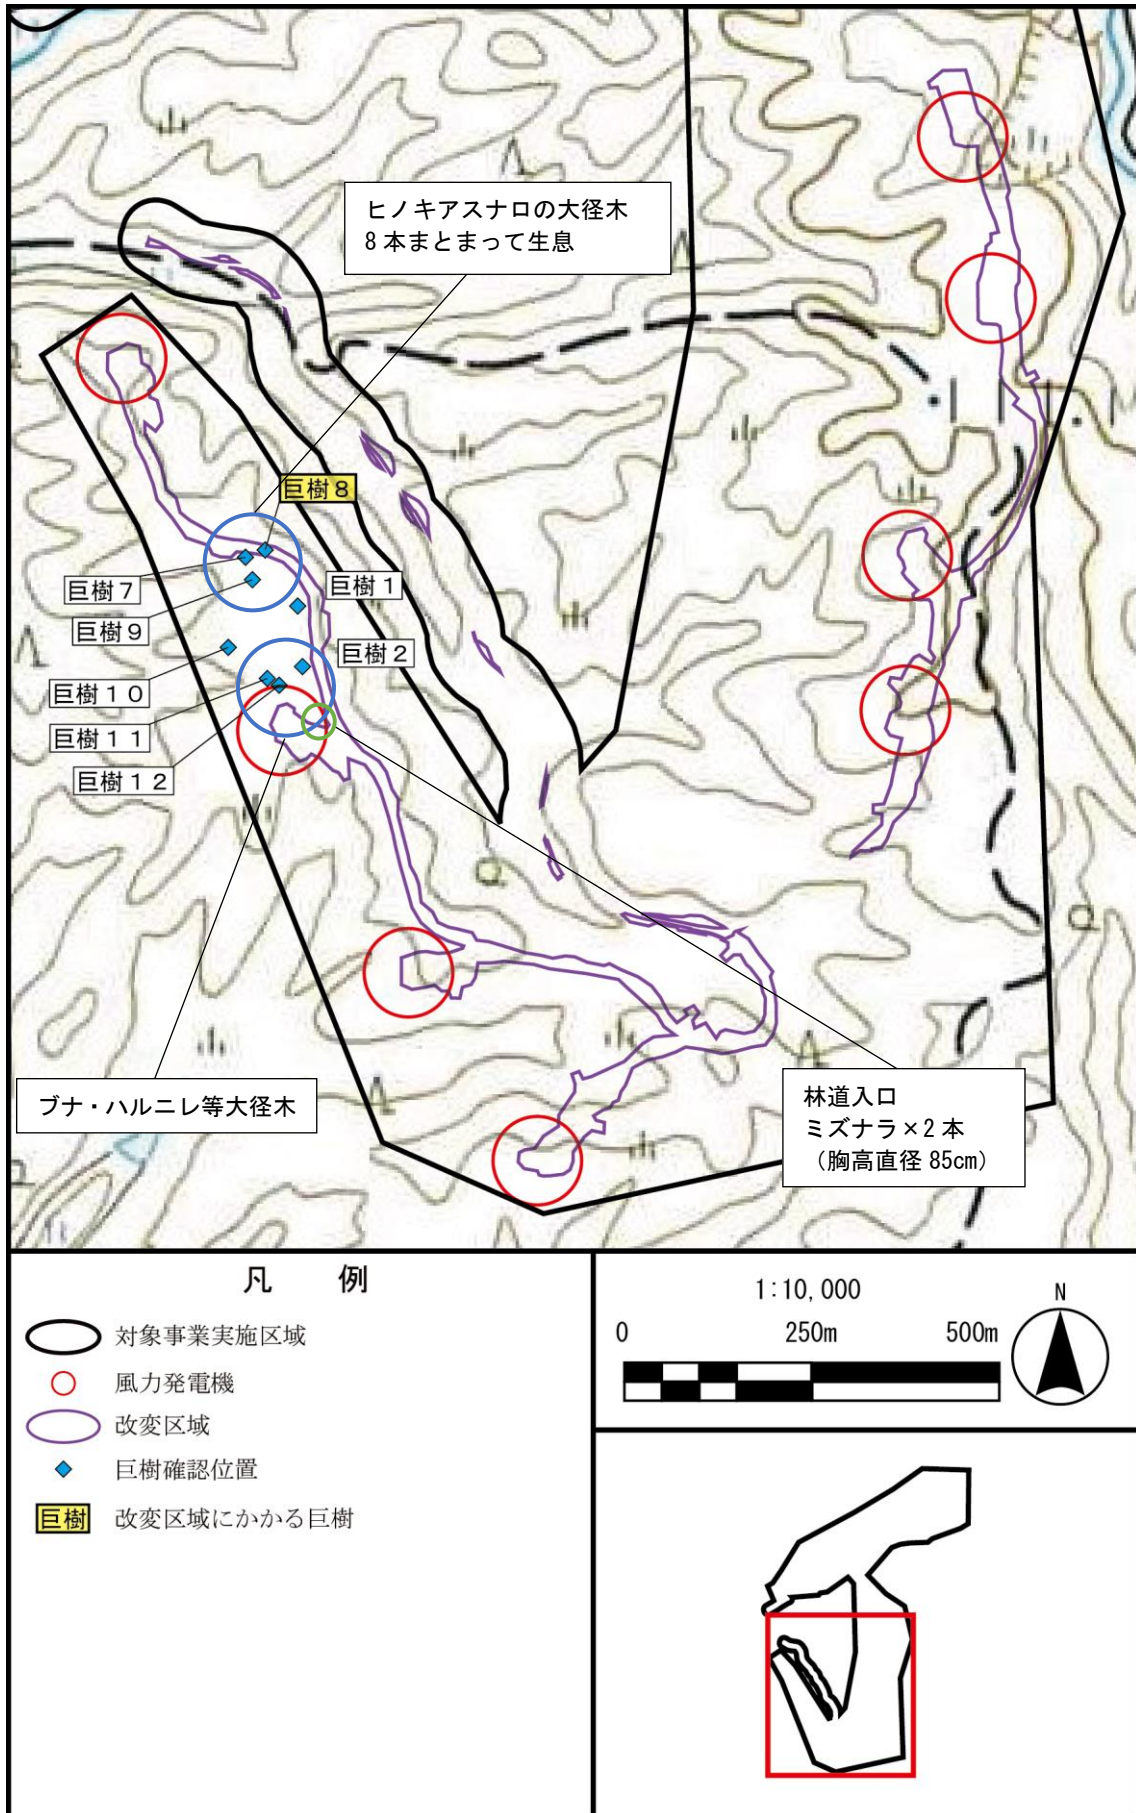 ヒノキアスナロの大径木
8本まとまって生息
巨樹8
巨樹7
巨樹1
巨樹9
巨樹2
巨樹10
巨樹11
巨樹12
ブナ・ハルニレ等大径木
林道入口
ミズナラ×2本
(胸高直径 85cm)
凡 例
対象事業実施区域
風力発電機
改変区域
巨樹確認位置
巨樹 改変区域にかかる巨樹
1:10,000
0 250m 500m
N